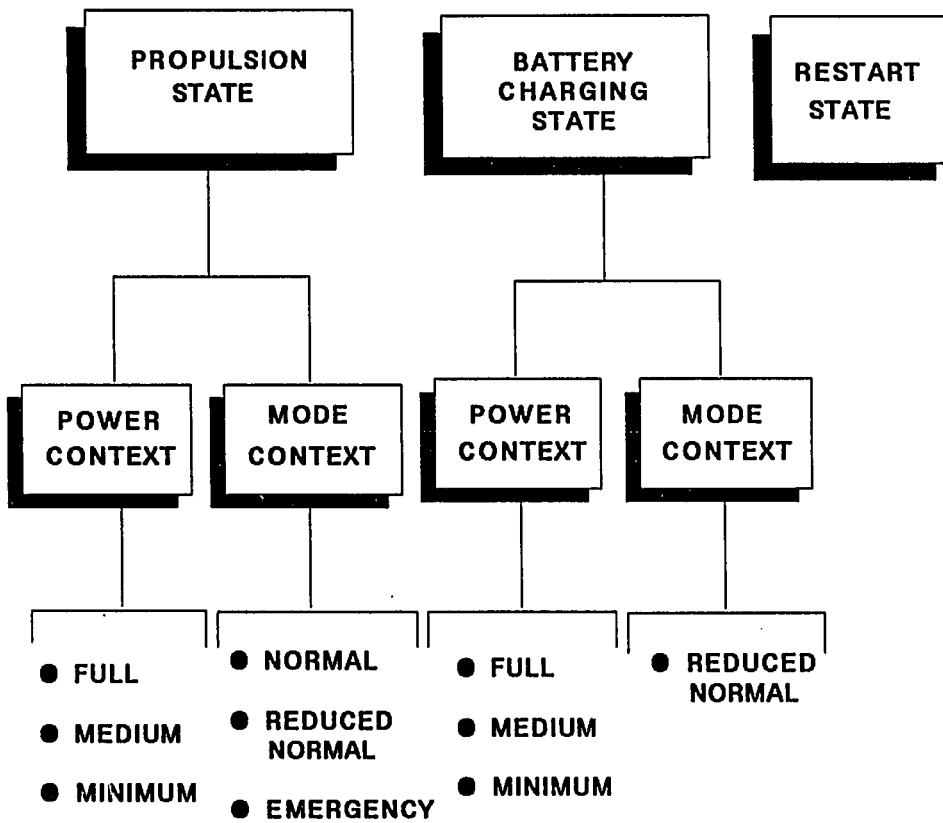 PROPULSION
STATE
BATTERY
CHARGING
STATE
RESTART
STATE
POWER
CONTEXT
MODE
CONTEXT
POWER
CONTEXT
MODE
CONTEXT
● FULL
● MEDIUM
● MINIMUM
● NORMAL
● REDUCED
NORMAL
● EMERGENCY
● FULL
● MEDIUM
● MINIMUM
● REDUCED
NORMAL